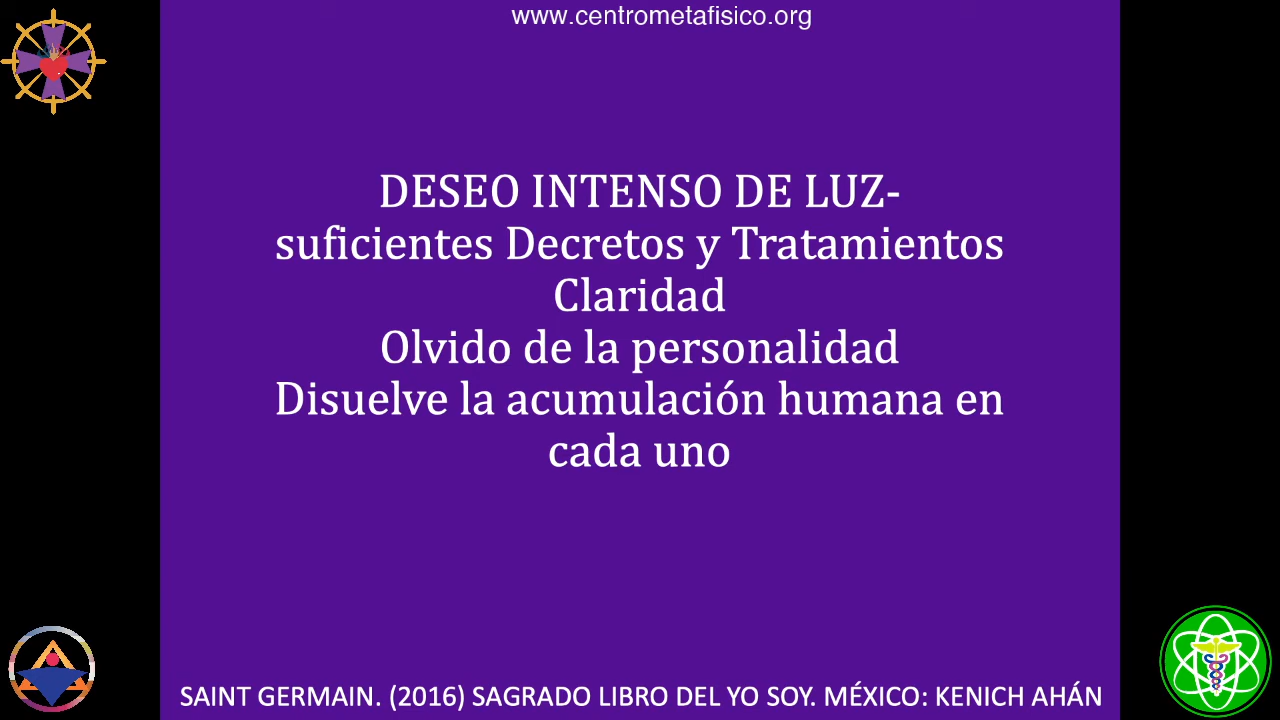 www.centrometafisico.org
DESEO INTENSO DE LUZ-
suficientes Decretos y Tratamientos
Claridad
Olvido de la personalidad
Disuelve la acumulación humana en
cada uno
SAINT GERMAIN. (2016) SAGRADO LIBRO DEL YO SOY. MÉXICO: KENICH AHÁN